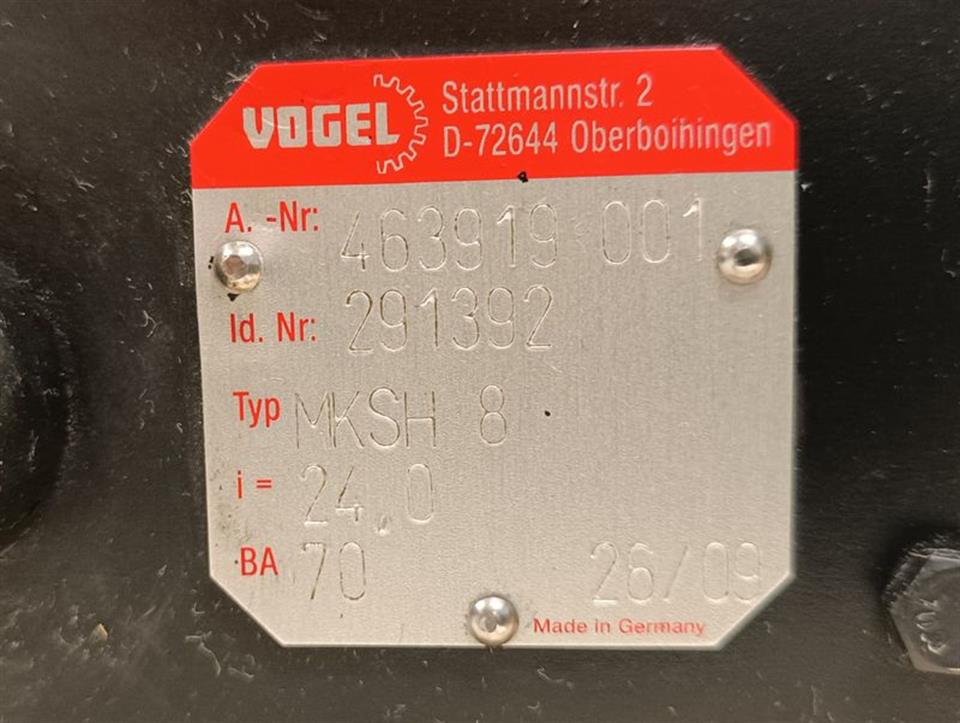 VOGEL
Stattmannstr. 2
D-72644 Oberboihingen
A. -Nr: 463919 001
Id. Nr: 291392
Typ MKSH 8
i = 24,0
BA 70 26/09
Made in Germany